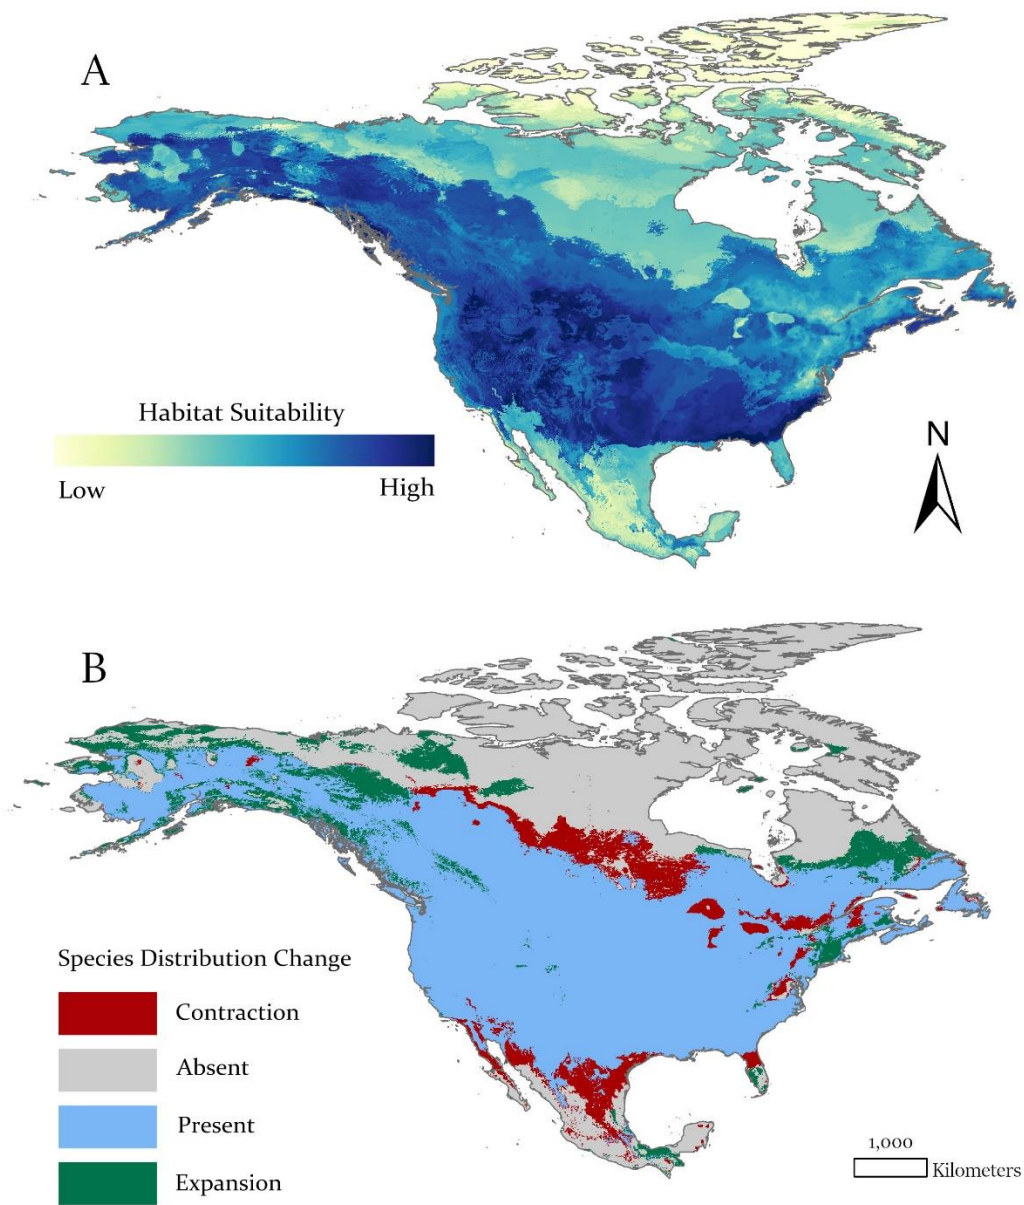 A
Habitat Suitability
Low High
N
B
Species Distribution Change
Contraction
Absent
Present
Expansion
1,000
Kilometers